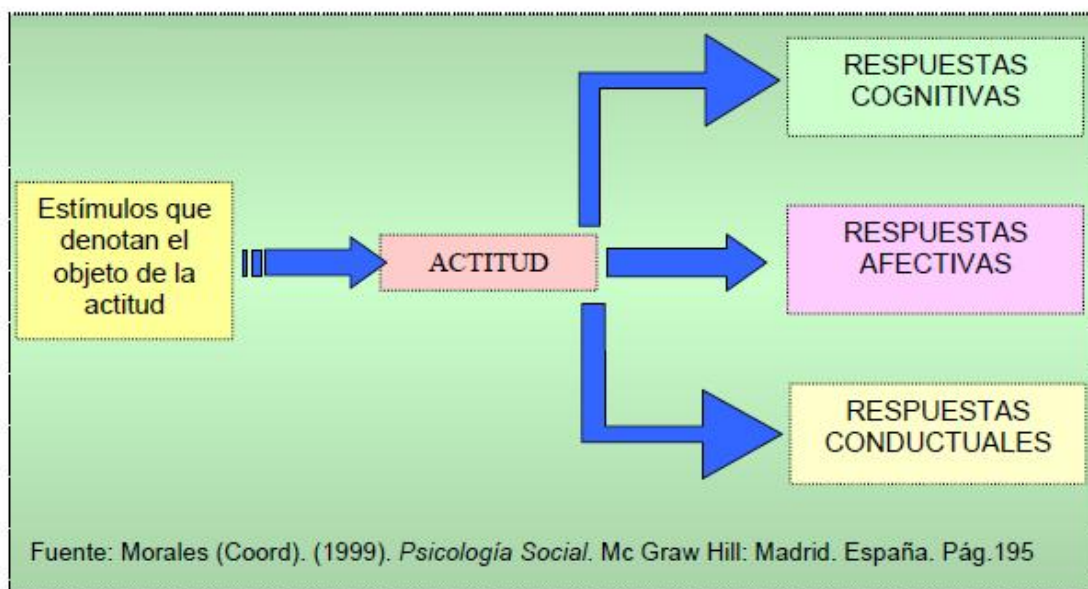 Estímulos que
denotan el
objeto de la
actitud
ACTITUD
RESPUESTAS
COGNITIVAS
RESPUESTAS
AFECTIVAS
RESPUESTAS
CONDUCTUALES
Fuente: Morales (Coord). (1999). Psicología Social. Mc Graw Hill: Madrid. España. Pág.195